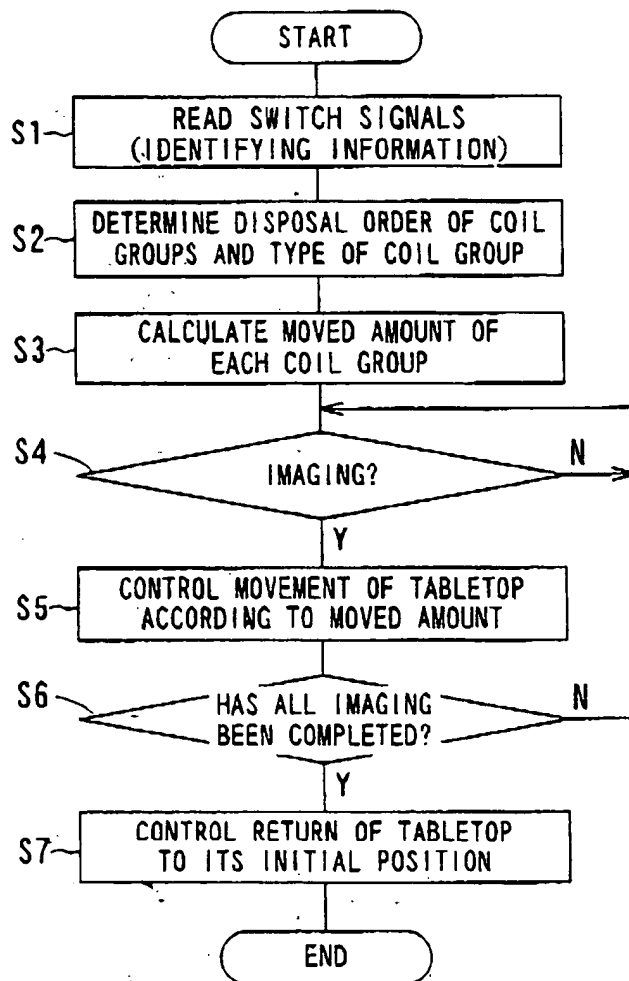 START
S1
READ SWITCH SIGNALS
(IDENTIFYING INFORMATION)
S2
DETERMINE DISPOSAL ORDER OF COIL
GROUPS AND TYPE OF COIL GROUP
S3
CALCULATE MOVED AMOUNT OF
EACH COIL GROUP
S4
IMAGING?
N
Y
S5
CONTROL MOVEMENT OF TABLETOP
ACCORDING TO MOVED AMOUNT
S6
HAS ALL IMAGING
BEEN COMPLETED?
N
Y
S7
CONTROL RETURN OF TABLETOP
TO ITS INITIAL POSITION
END